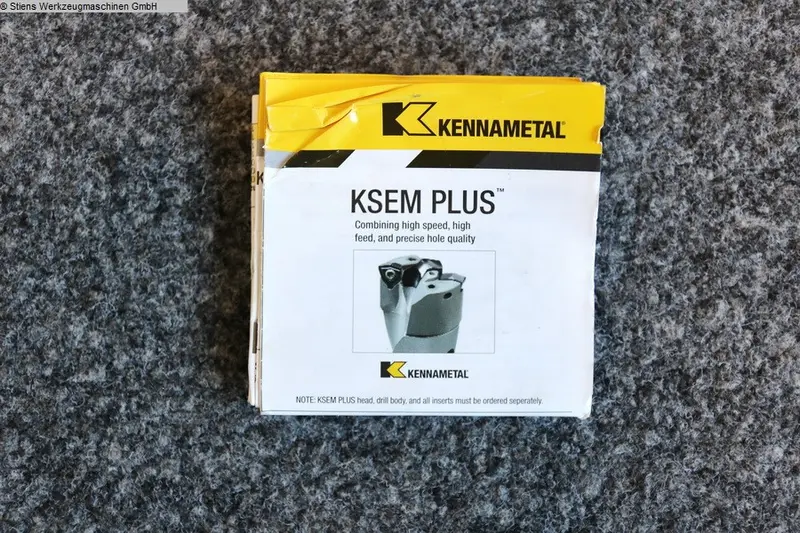 © Stiens Werkzeugmaschinen GmbH
KENNAMETAL®
KSEM PLUS™
Combining high speed, high
feed, and precise hole quality
KENNAMETAL
NOTE: KSEM PLUS head, drill body, and all inserts must be ordered seperately.